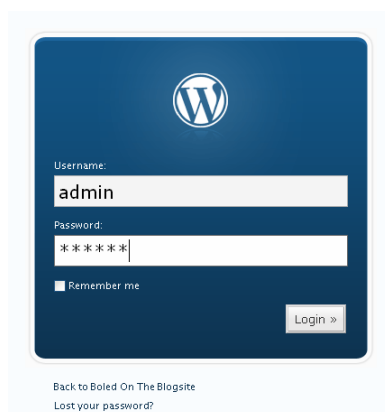 Username:
admin
Password:
******
Remember me
Login »
Back to Boled On The Blogsite
Lost your password?